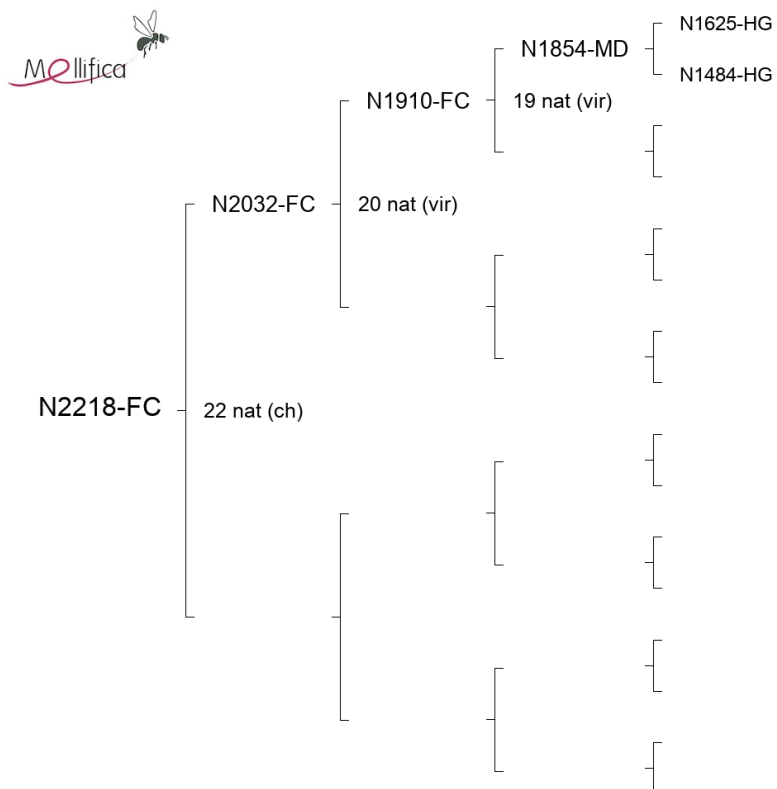 Mellifica
N1625-HG
N1854-MD
N1484-HG
N1910-FC
19 nat (vir)
N2032-FC
20 nat (vir)
N2218-FC
22 nat (ch)